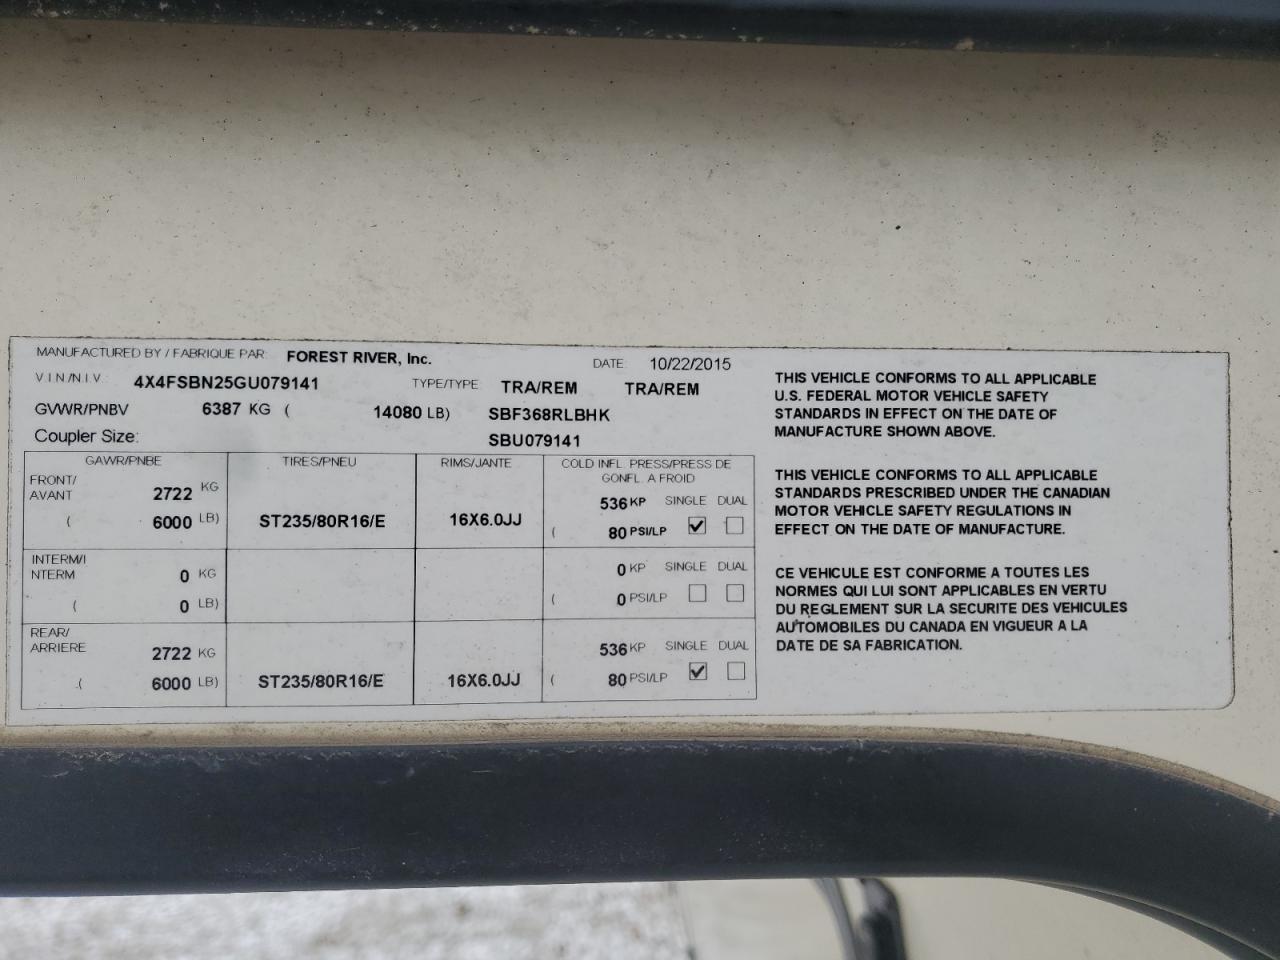 MANUFACTURED BY / FABRIQUE PAR: FOREST RIVER, Inc. DATE: 10/22/2015
V I N/N I V : 4X4FSBN25GU079141 TYPE/TYPE: TRA/REM TRA/REM
GVWR/PNBV 6387 KG ( 14080 LB) SBF368RLBHK
Coupler Size: SBU079141
GAWR/PNBE TIRES/PNEU RIMS/JANTE COLD INFL. PRESS/PRESS DE
GONFL. A FROID
FRONT/
AVANT 2722 KG 536 KP SINGLE DUAL
( 6000 LB) ST235/80R16/E 16X6.0JJ ( 80 PSI/LP
INTERM/I
NTERM 0 KG 0 KP SINGLE DUAL
( 0 LB) ( 0 PSI/LP
REAR/
ARRIERE 2722 KG 536 KP SINGLE DUAL
( 6000 LB) ST235/80R16/E 16X6.0JJ ( 80 PSI/LP
THIS VEHICLE CONFORMS TO ALL APPLICABLE
U.S. FEDERAL MOTOR VEHICLE SAFETY
STANDARDS IN EFFECT ON THE DATE OF
MANUFACTURE SHOWN ABOVE.
THIS VEHICLE CONFORMS TO ALL APPLICABLE
STANDARDS PRESCRIBED UNDER THE CANADIAN
MOTOR VEHICLE SAFETY REGULATIONS IN
EFFECT ON THE DATE OF MANUFACTURE.
CE VEHICULE EST CONFORME A TOUTES LES
NORMES QUI LUI SONT APPLICABLES EN VERTU
DU REGLEMENT SUR LA SECURITE DES VEHICULES
AUTOMOBILES DU CANADA EN VIGUEUR A LA
DATE DE SA FABRICATION.